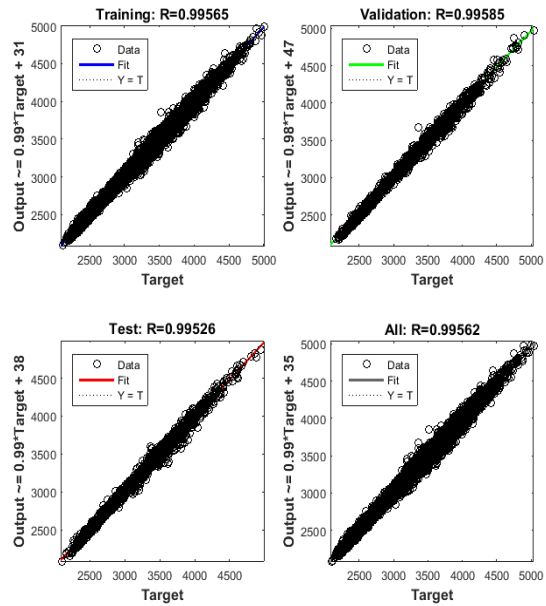 Training: R=0.99565
Output ~= 0.99*Target + 31
5000
4500
4000
3500
3000
2500
Data
Fit
Y = T
2500 3000 3500 4000 4500 5000
Target
Validation: R=0.99585
Output ~= 0.98*Target + 47
5000
4500
4000
3500
3000
2500
Data
Fit
Y = T
2500 3000 3500 4000 4500 5000
Target
Test: R=0.99526
Output ~= 0.99*Target + 38
4500
4000
3500
3000
2500
Data
Fit
Y = T
2500 3000 3500 4000 4500
Target
All: R=0.99562
Output ~= 0.99*Target + 35
5000
4500
4000
3500
3000
2500
Data
Fit
Y = T
2500 3000 3500 4000 4500 5000
Target